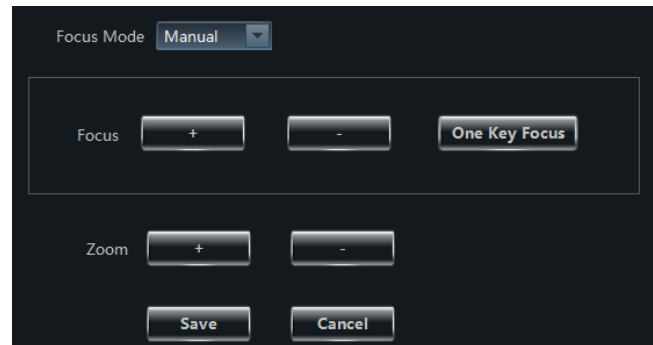 Focus Mode Manual
Focus + - One Key Focus
Zoom + -
Save Cancel